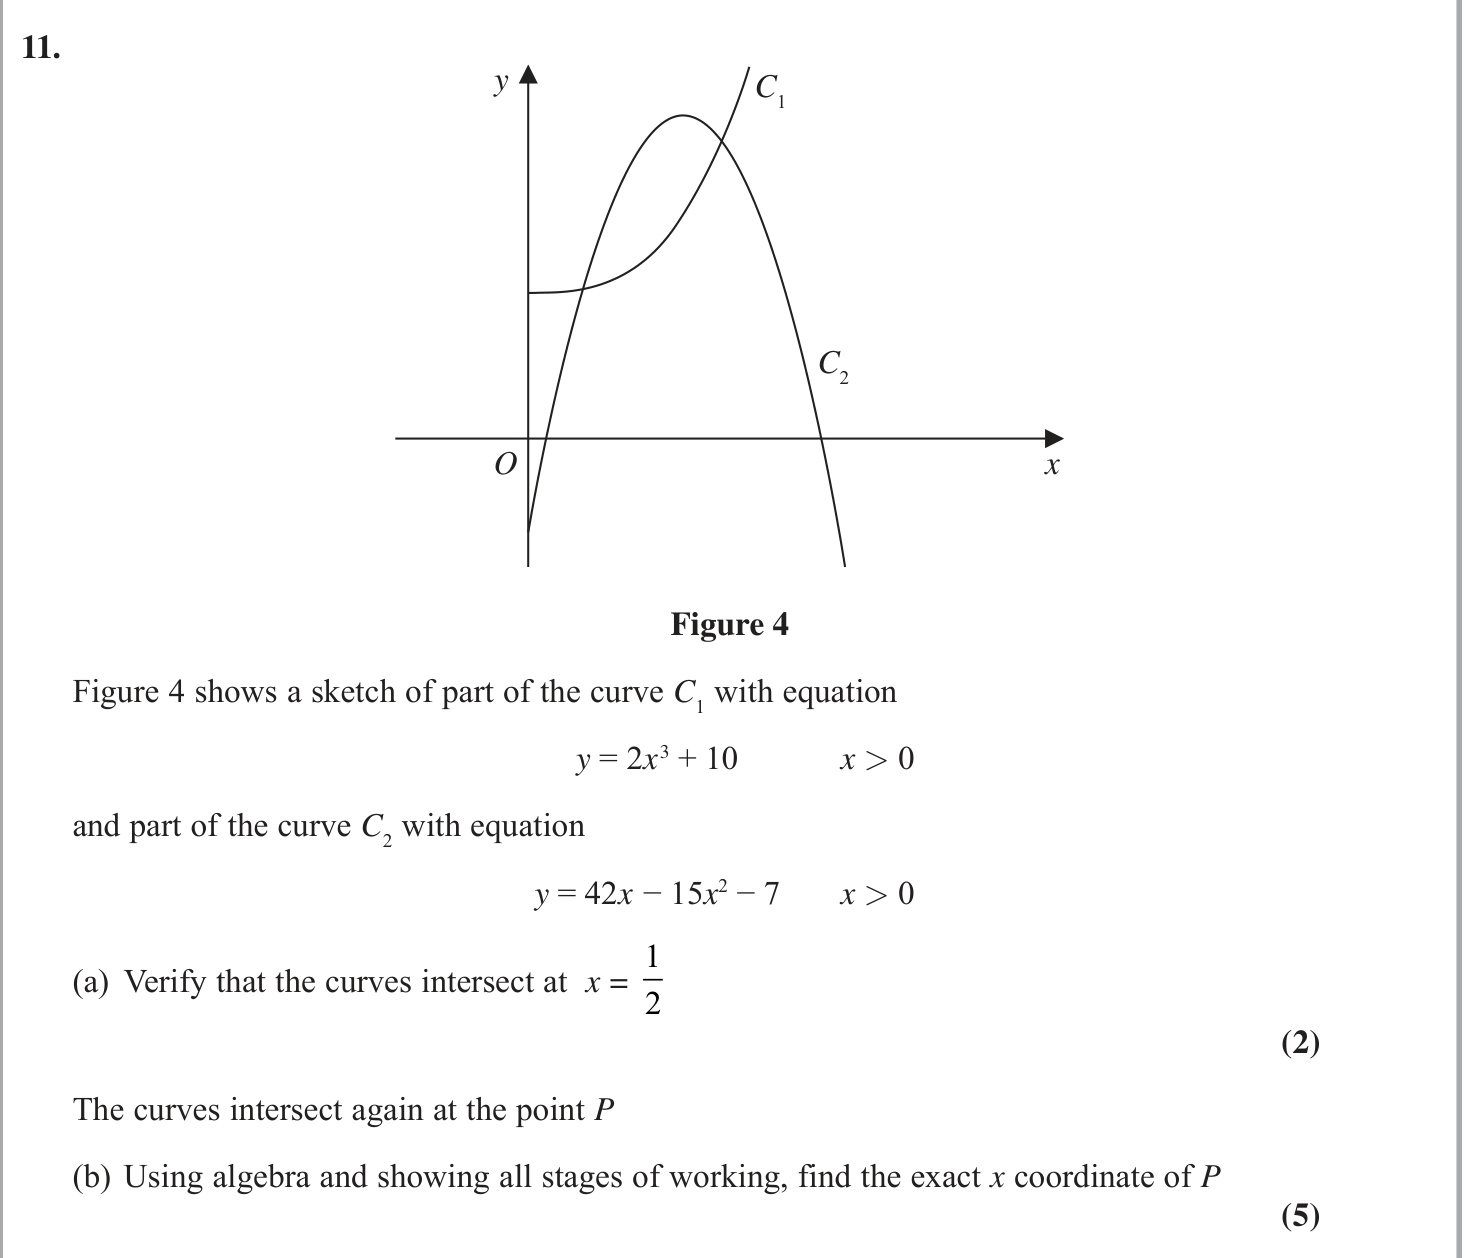 11.
y
C₁
C₂
O
x
Figure 4
Figure 4 shows a sketch of part of the curve C₁ with equation
y = 2x³ + 10 x > 0
and part of the curve C₂ with equation
y = 42x − 15x² − 7 x > 0
(a) Verify that the curves intersect at x = 1/2
(2)
The curves intersect again at the point P
(b) Using algebra and showing all stages of working, find the exact x coordinate of P
(5)